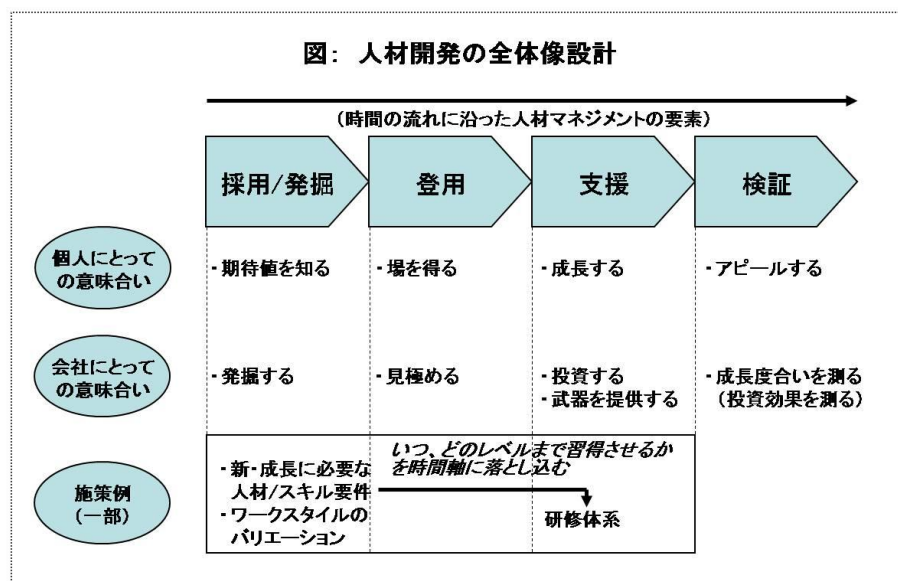 図： 人材開発の全体像設計
（時間の流れに沿った人材マネジメントの要素）
採用/発掘
登用
支援
検証
個人にとって
の意味合い
・期待値を知る
・場を得る
・成長する
・アピールする
会社にとって
の意味合い
・発掘する
・見極める
・投資する
・武器を提供する
・成長度合いを測る
（投資効果を測る）
施策例
（一部）
・新・成長に必要な
人材/スキル要件
・ワークスタイルの
バリエーション
いつ、どのレベルまで習得させるか
を時間軸に落とし込む
研修体系